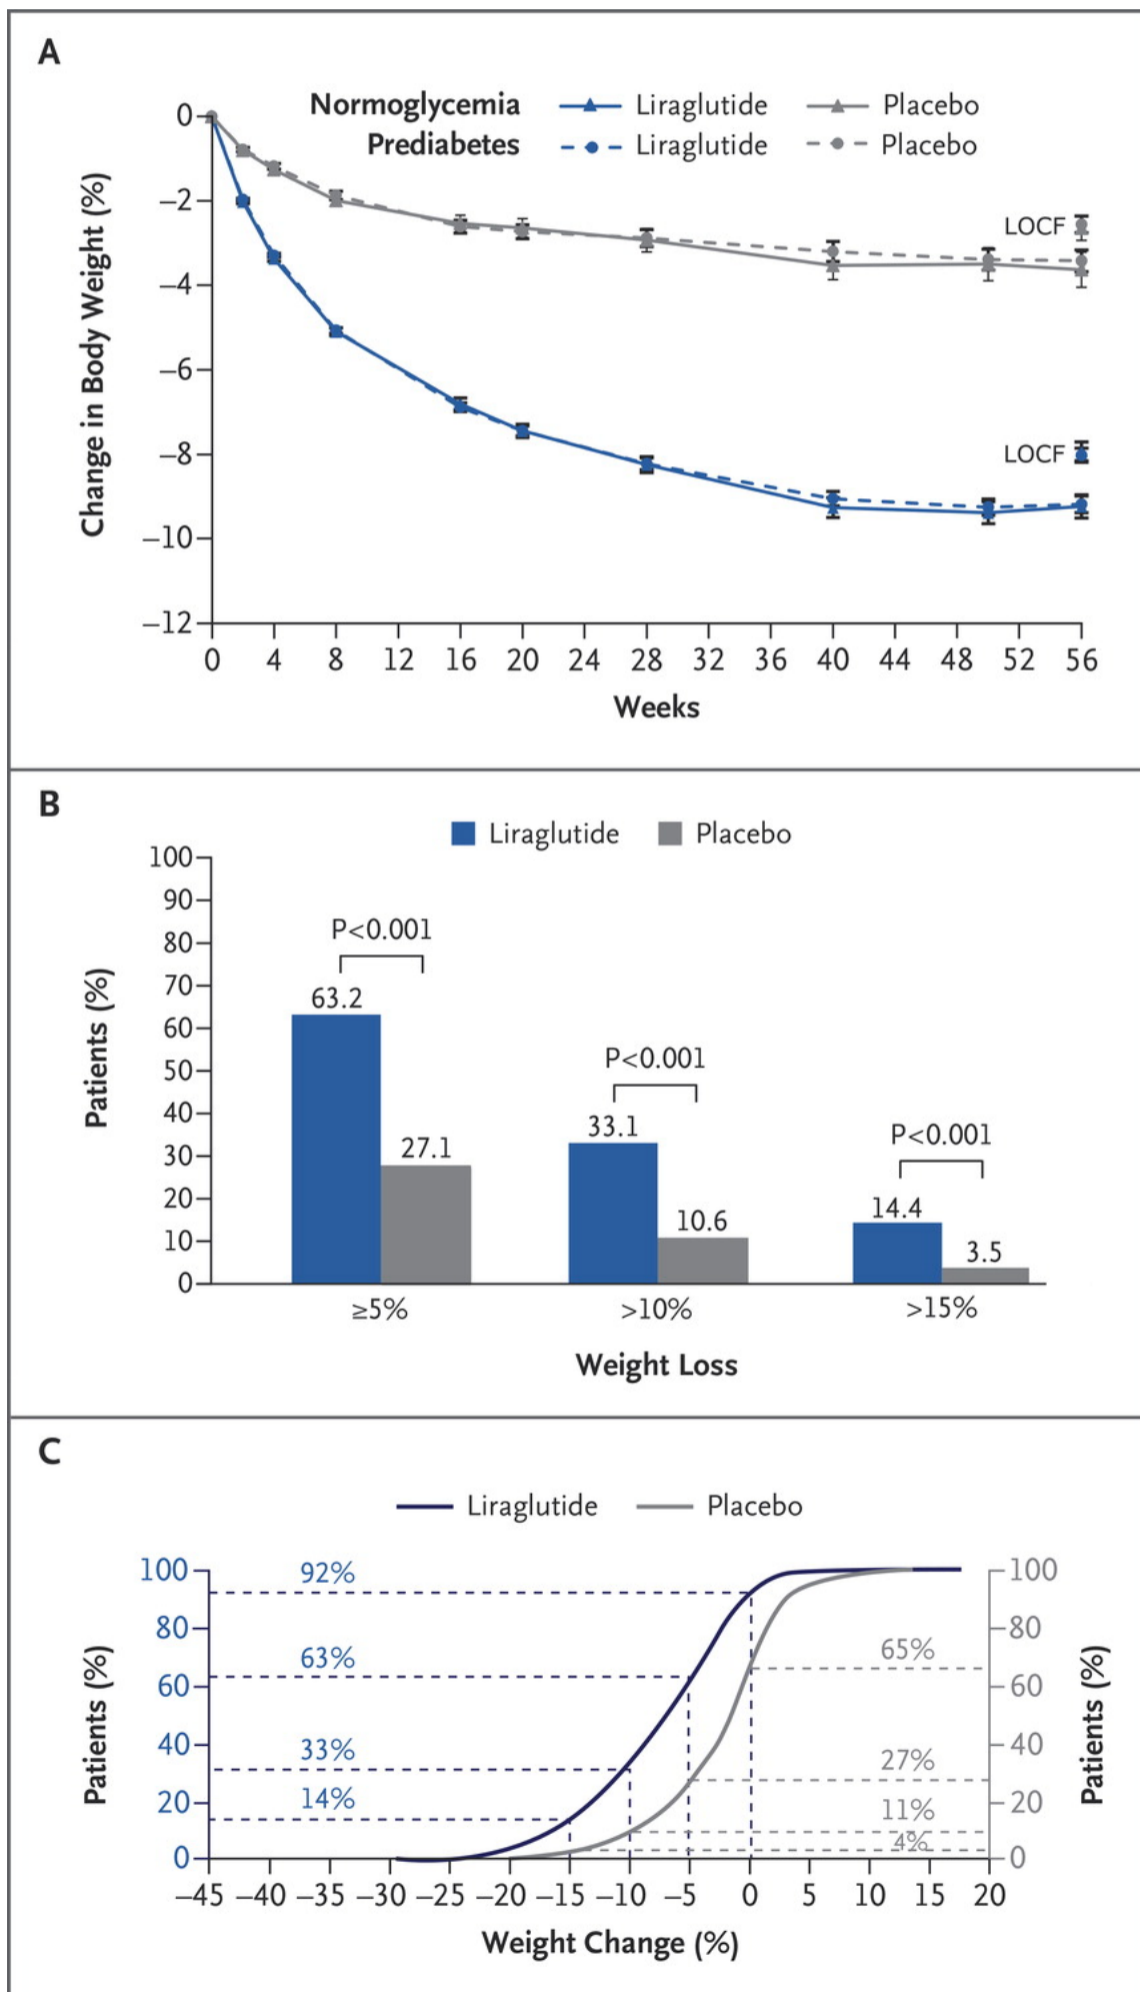 A
Normoglycemia Liraglutide Placebo
Prediabetes Liraglutide Placebo
Change in Body Weight (%)
0
–2
–4
–6
–8
–10
–12
LOCF
LOCF
0 4 8 12 16 20 24 28 32 36 40 44 48 52 56
Weeks
B
Liraglutide Placebo
Patients (%)
100
90
80
70
60
50
40
30
20
10
0
P<0.001
63.2
27.1
P<0.001
33.1
10.6
P<0.001
14.4
3.5
≥5% >10% >15%
Weight Loss
C
Liraglutide Placebo
Patients (%)
100
80
60
40
20
0
92%
63%
33%
14%
65%
27%
11%
4%
100
80
60
40
20
0
Patients (%)
–45 –40 –35 –30 –25 –20 –15 –10 –5 0 5 10 15 20
Weight Change (%)